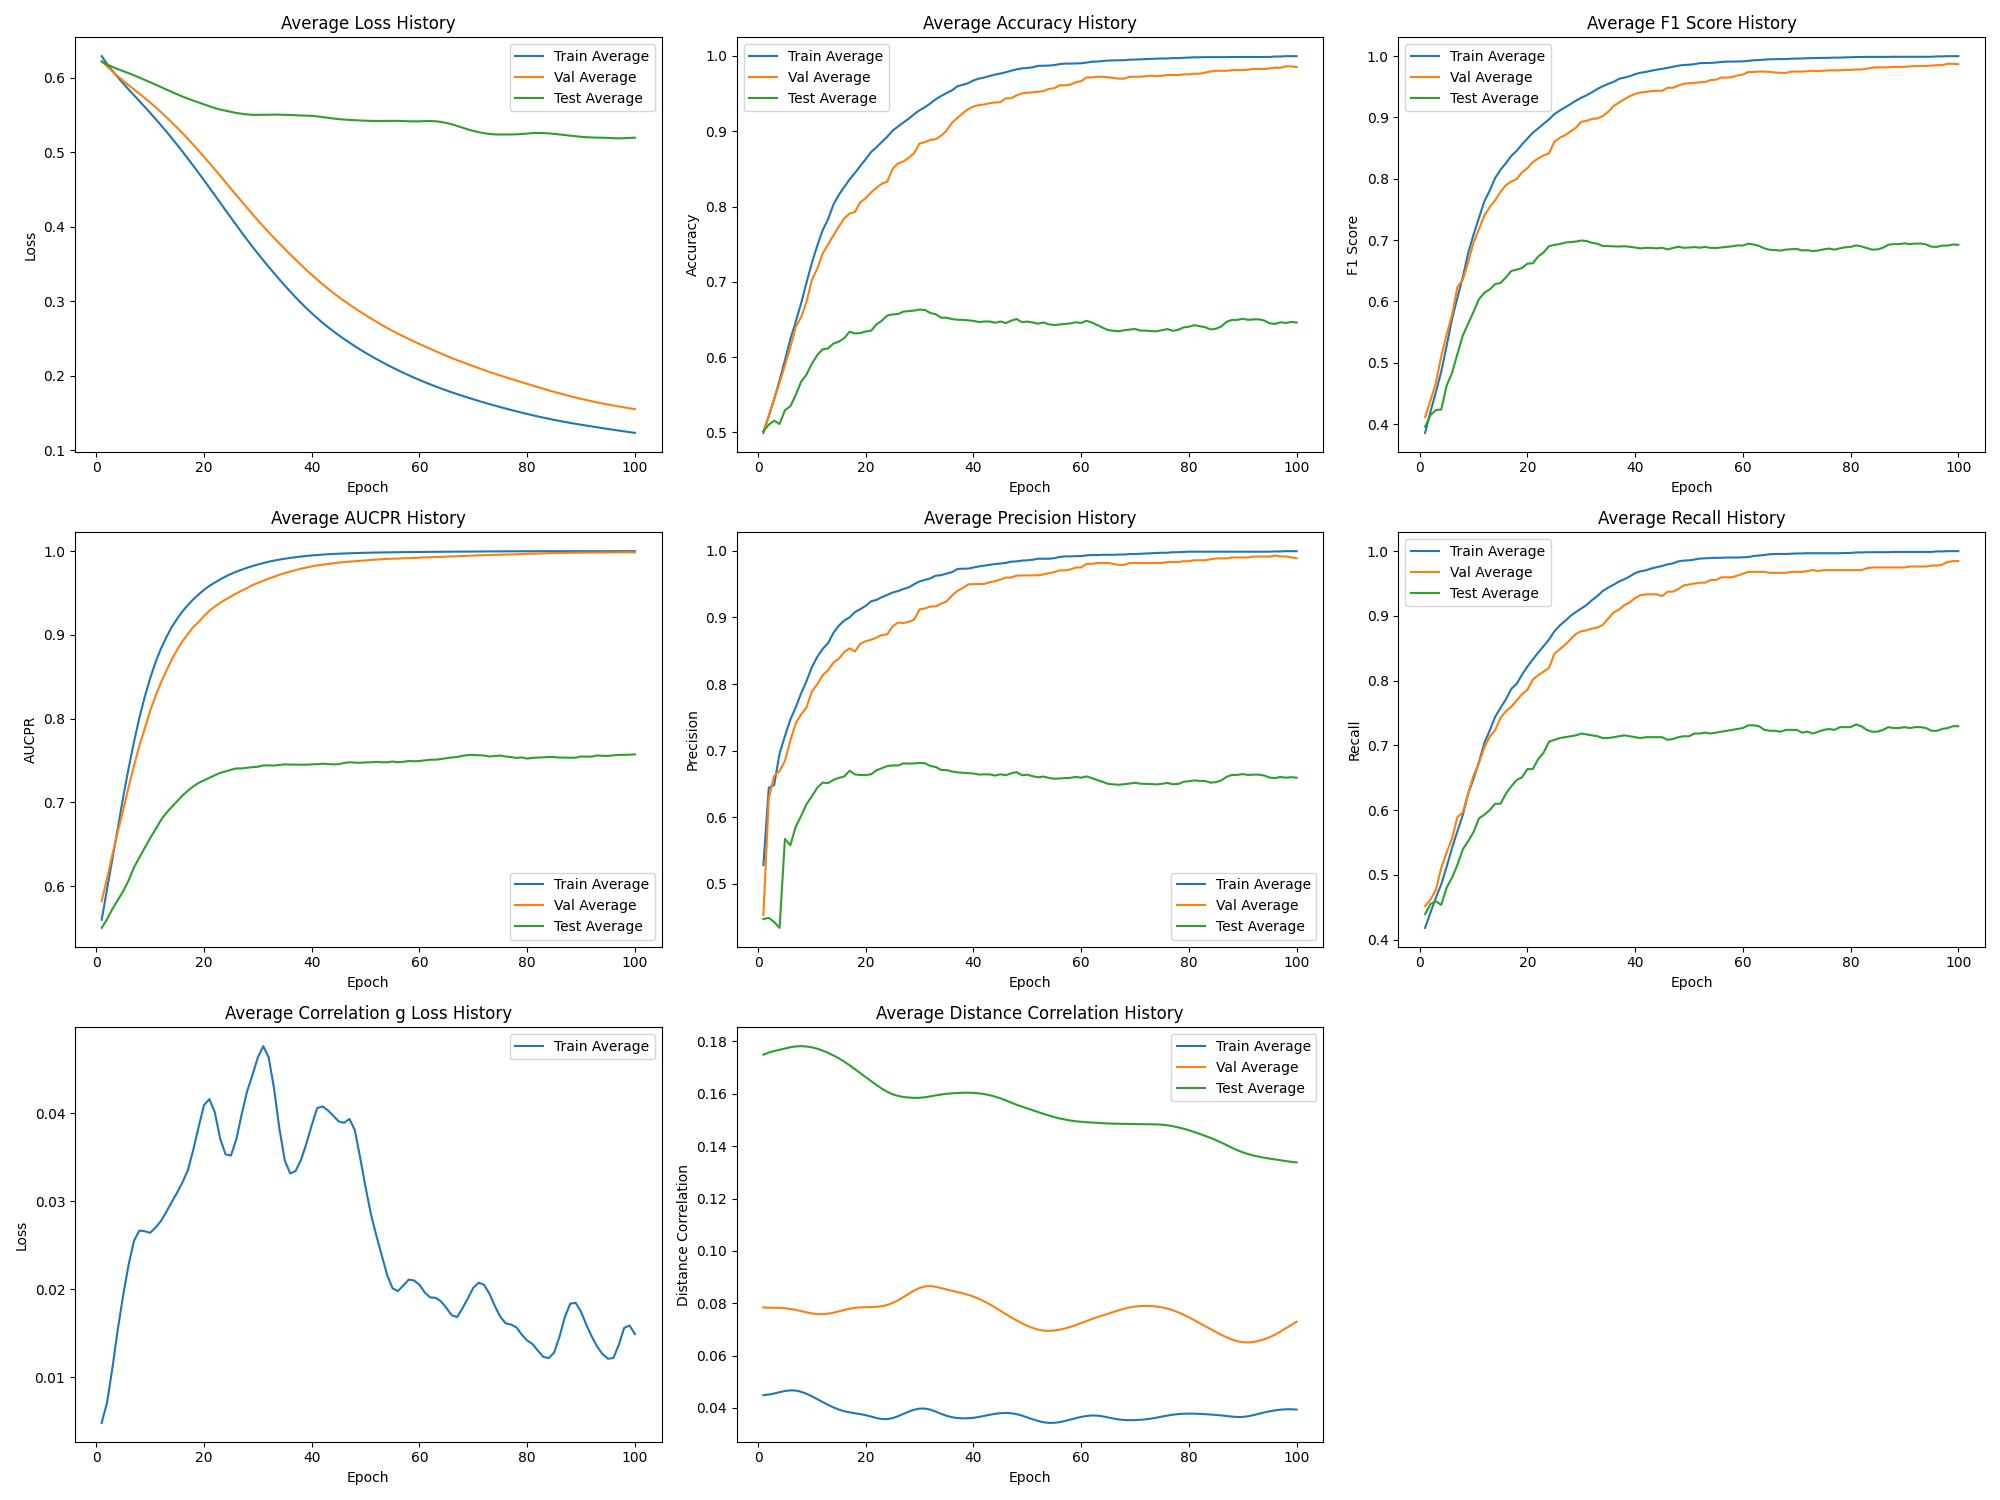 Average Loss History
Train Average
Val Average
Test Average
Loss
0.6
0.5
0.4
0.3
0.2
0.1
0 20 40 60 80 100
Epoch
Average Accuracy History
Train Average
Val Average
Test Average
Accuracy
1.0
0.9
0.8
0.7
0.6
0.5
0 20 40 60 80 100
Epoch
Average F1 Score History
Train Average
Val Average
Test Average
F1 Score
1.0
0.9
0.8
0.7
0.6
0.5
0.4
0 20 40 60 80 100
Epoch
Average AUCPR History
Train Average
Val Average
Test Average
AUCPR
1.0
0.9
0.8
0.7
0.6
0 20 40 60 80 100
Epoch
Average Precision History
Train Average
Val Average
Test Average
Precision
1.0
0.9
0.8
0.7
0.6
0.5
0 20 40 60 80 100
Epoch
Average Recall History
Train Average
Val Average
Test Average
Recall
1.0
0.9
0.8
0.7
0.6
0.5
0.4
0 20 40 60 80 100
Epoch
Average Correlation g Loss History
Train Average
Loss
0.04
0.03
0.02
0.01
0 20 40 60 80 100
Epoch
Average Distance Correlation History
Train Average
Val Average
Test Average
Distance Correlation
0.18
0.16
0.14
0.12
0.10
0.08
0.06
0.04
0 20 40 60 80 100
Epoch